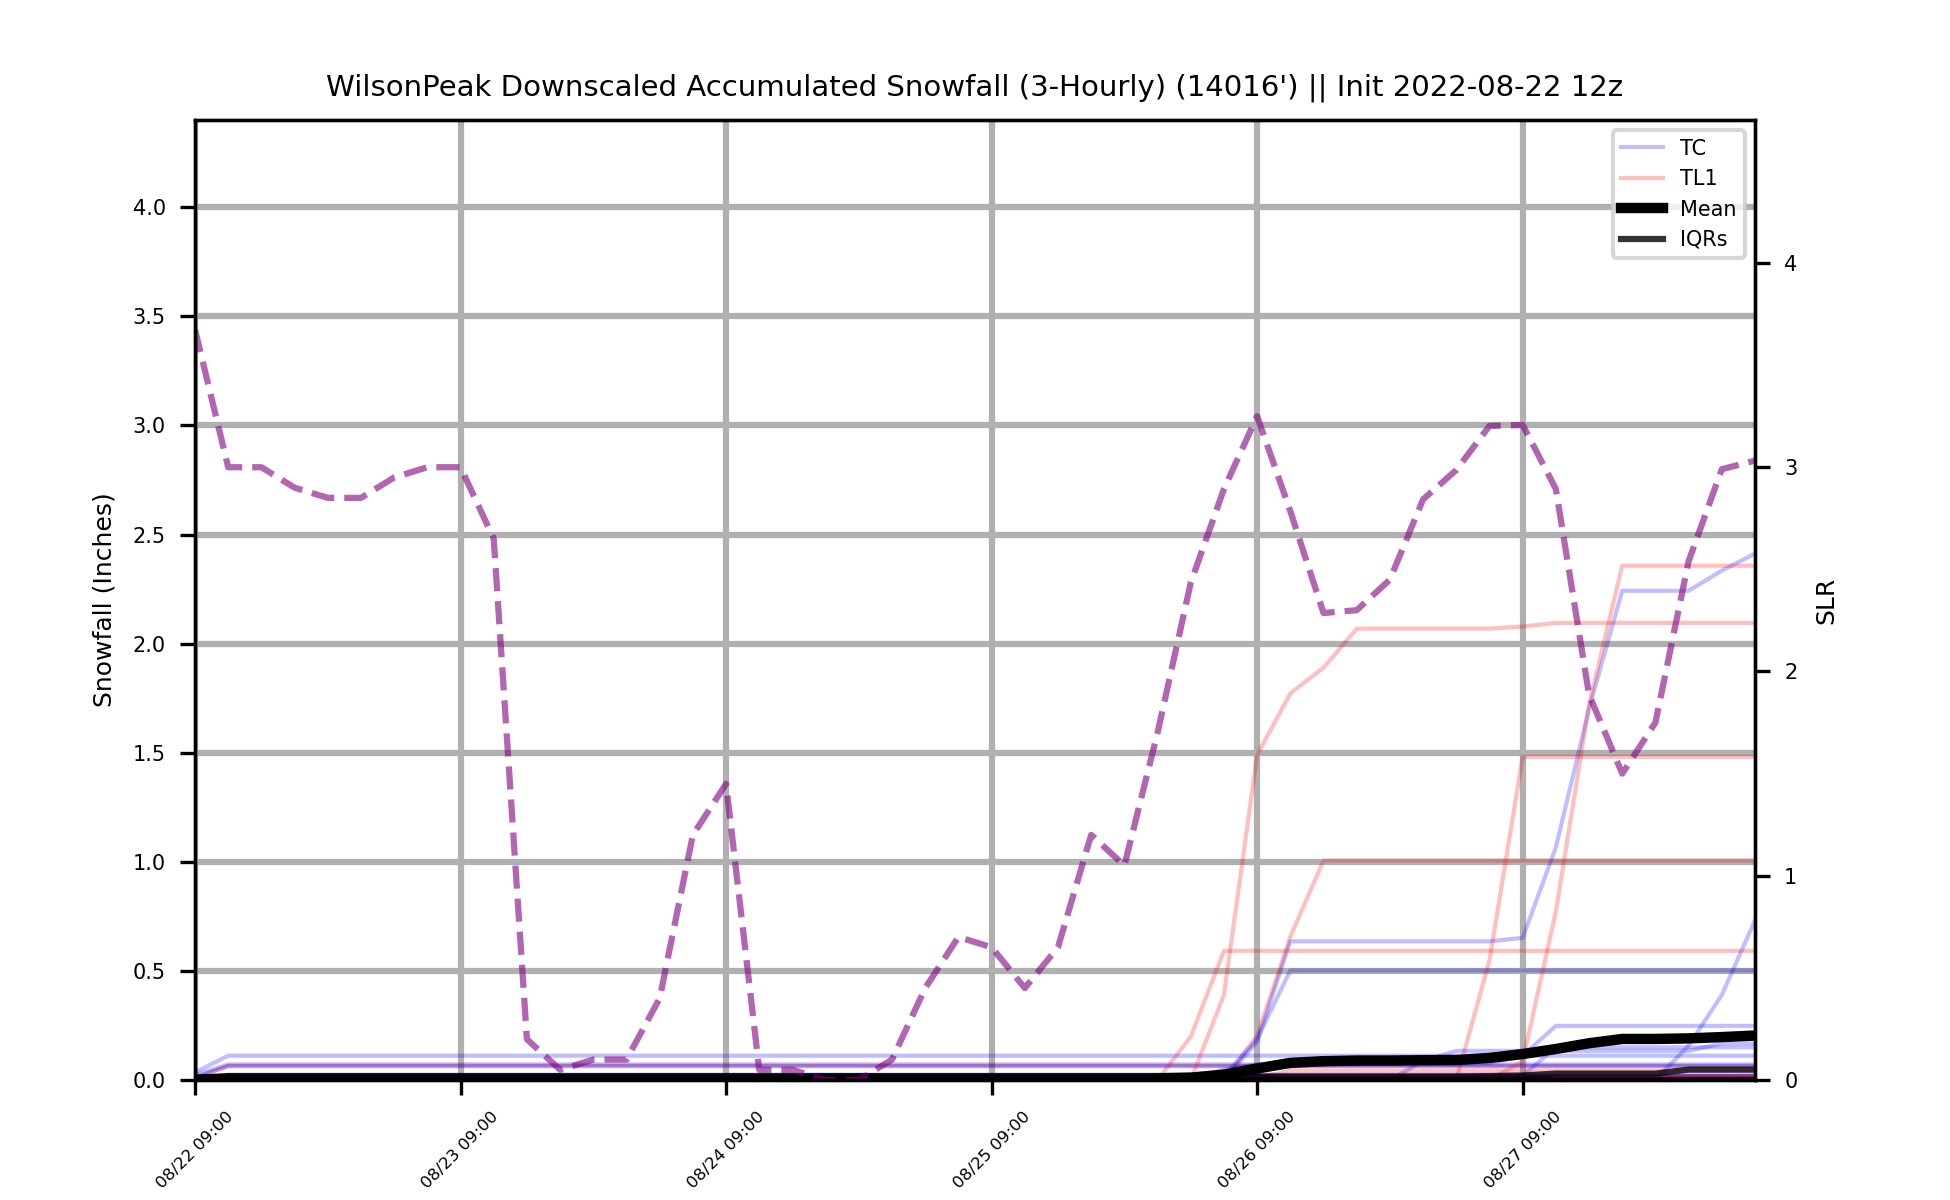 WilsonPeak Downscaled Accumulated Snowfall (3-Hourly) (14016') || Init 2022-08-22 12z
TC
TL1
Mean
IQRs
4.0
3.5
3.0
2.5
2.0
1.5
1.0
0.5
0.0
Snowfall (Inches)
4
3
2
1
0
SLR
08/22 09:00
08/23 09:00
08/24 09:00
08/25 09:00
08/26 09:00
08/27 09:00